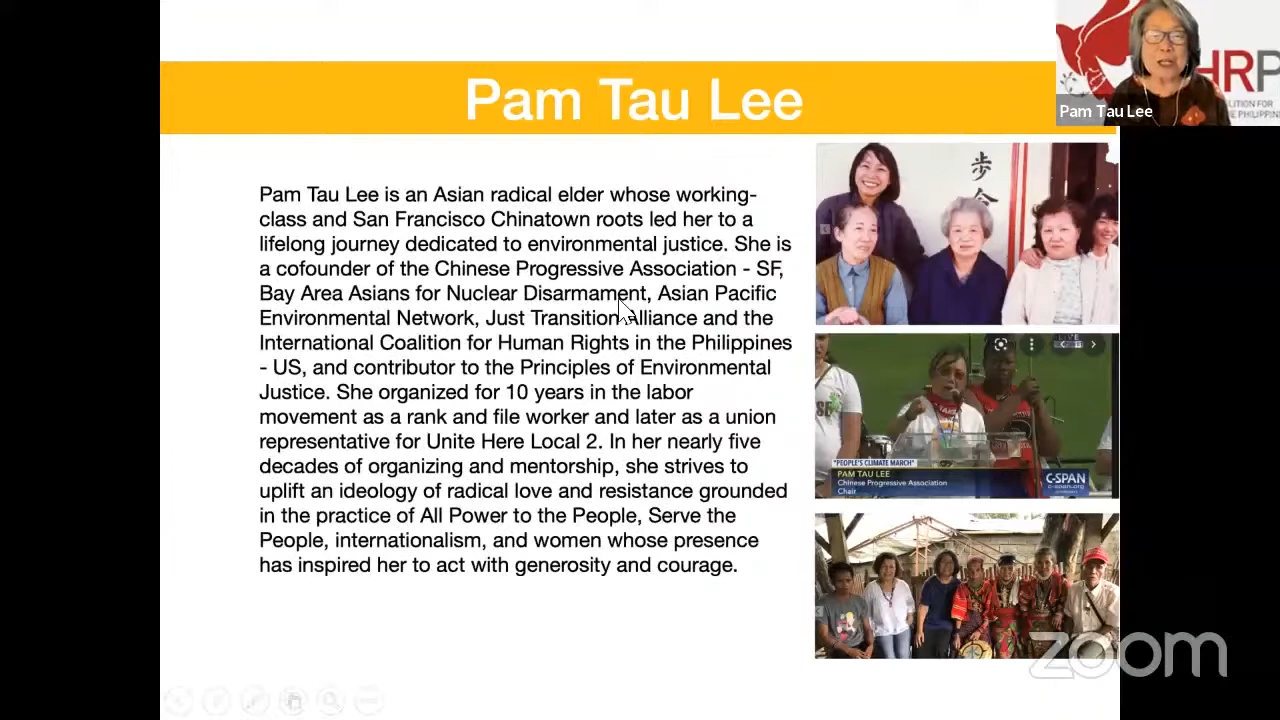 Pam Tau Lee
HRP
Pam Tau Lee
Pam Tau Lee is an Asian radical elder whose working-
class and San Francisco Chinatown roots led her to a
lifelong journey dedicated to environmental justice. She is
a cofounder of the Chinese Progressive Association - SF,
Bay Area Asians for Nuclear Disarmament, Asian Pacific
Environmental Network, Just Transition Alliance and the
International Coalition for Human Rights in the Philippines
- US, and contributor to the Principles of Environmental
Justice. She organized for 10 years in the labor
movement as a rank and file worker and later as a union
representative for Unite Here Local 2. In her nearly five
decades of organizing and mentorship, she strives to
uplift an ideology of radical love and resistance grounded
in the practice of All Power to the People, Serve the
People, internationalism, and women whose presence
has inspired her to act with generosity and courage.
步
"PEOPLE'S CLIMATE MARCH"
PAM TAU LEE
Chinese Progressive Association
Chair
C-SPAN
c-span.org
zoom